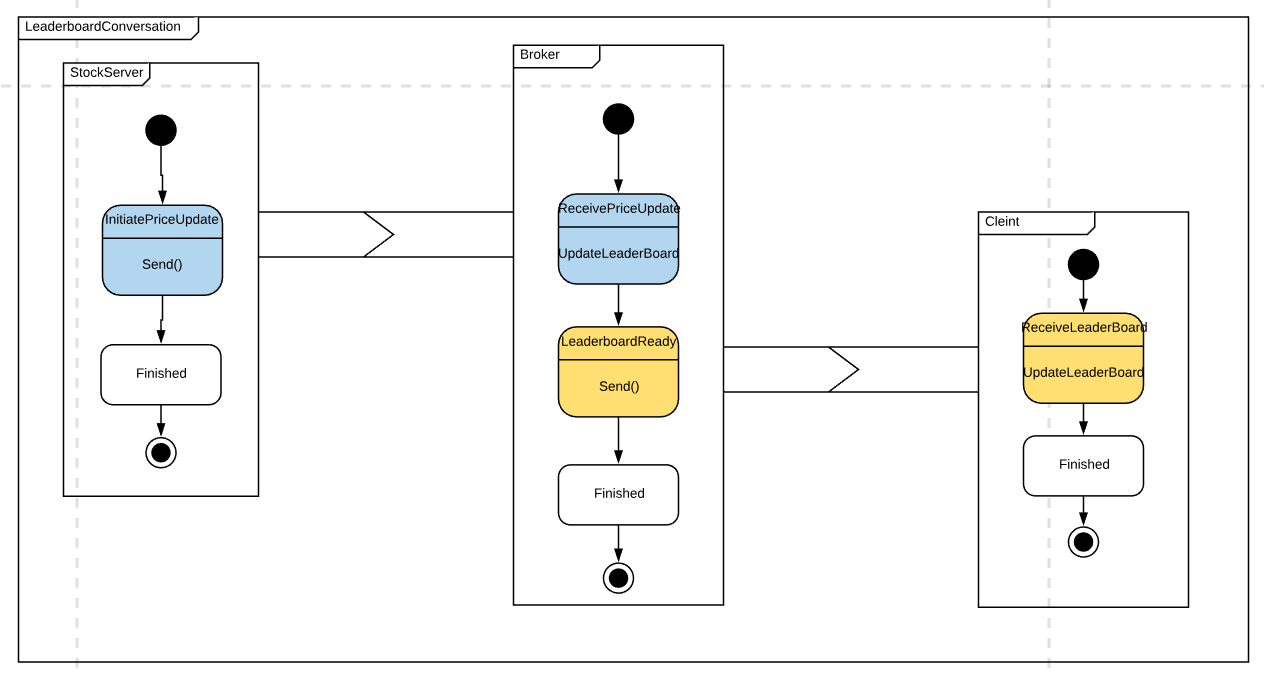 LeaderboardConversation
StockServer
InitiatePriceUpdate
Send()
Finished
Broker
ReceivePriceUpdate
UpdateLeaderBoard
LeaderboardReady
Send()
Finished
Cleint
ReceiveLeaderBoard
UpdateLeaderBoard
Finished